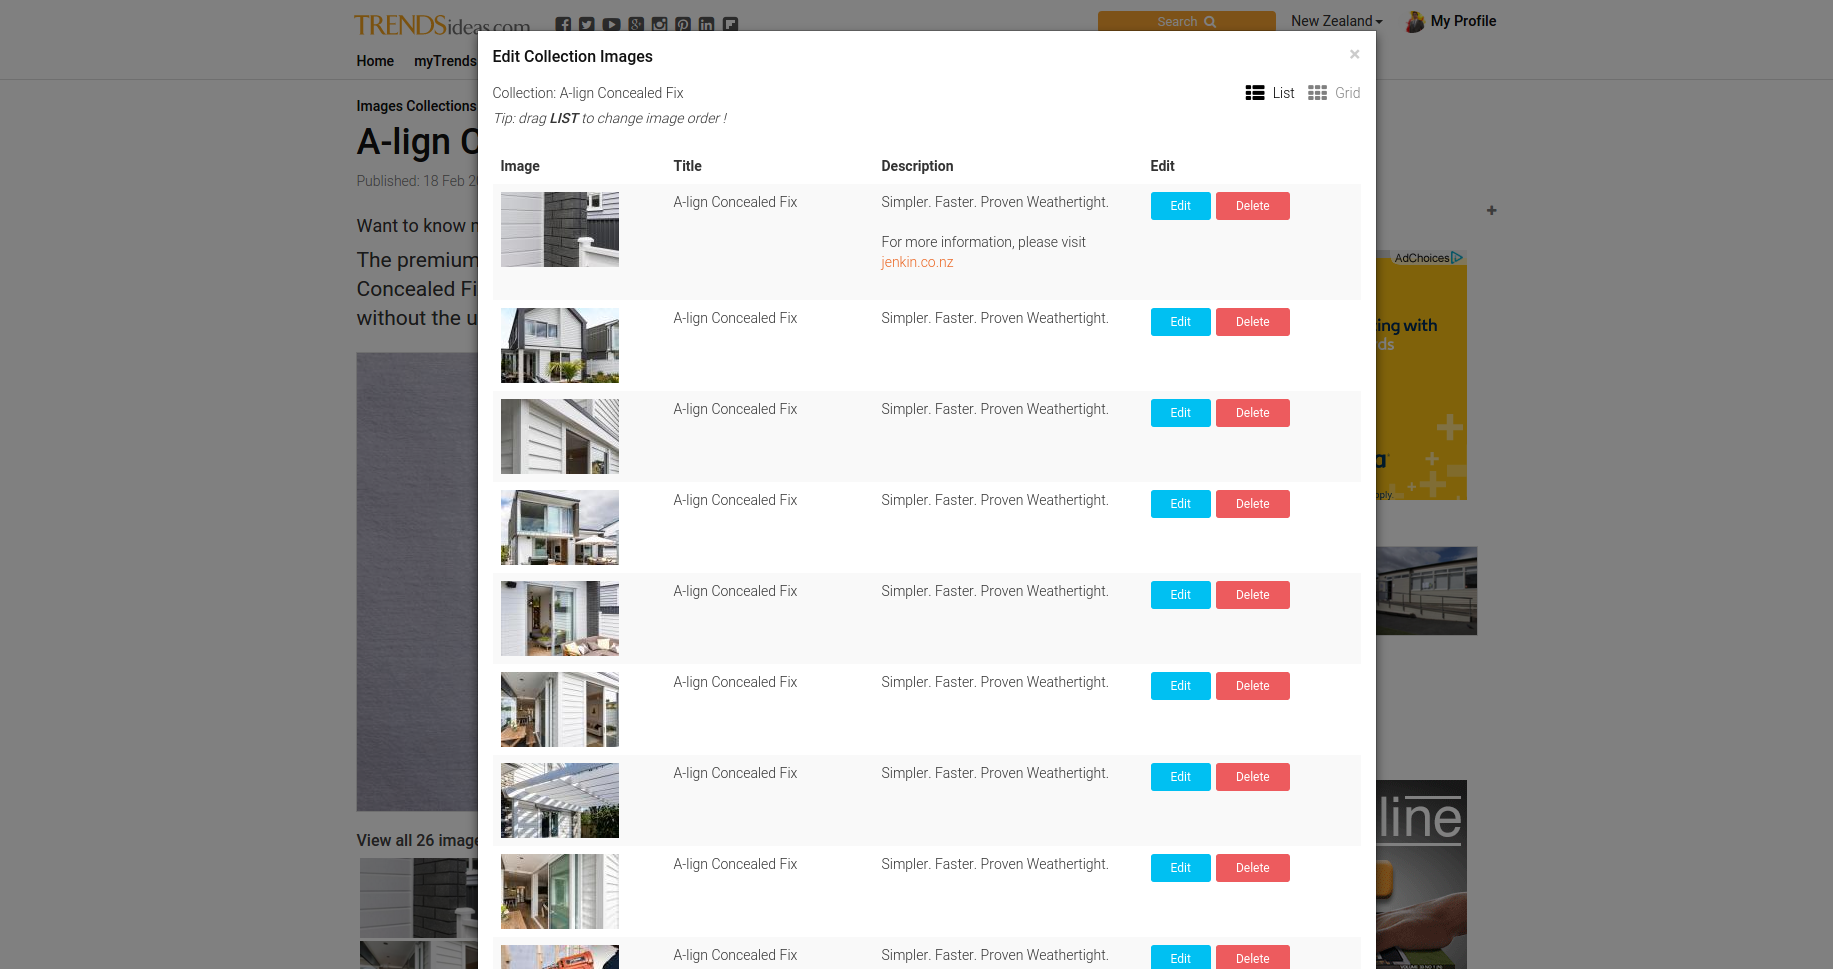 TRENDSideas.com
Search
New Zealand
My Profile
Home
myTrends
Edit Collection Images
×
Collection: A-lign Concealed Fix
List
Grid
Tip: drag LIST to change image order !
Images Collections
A-lign C
Published: 18 Feb 20
Want to know
The premium
Concealed Fi
without the u
View all 26 image
Image Title Description Edit
A-lign Concealed Fix Simpler. Faster. Proven Weathertight. Edit Delete
For more information, please visit
jenkin.co.nz
A-lign Concealed Fix Simpler. Faster. Proven Weathertight. Edit Delete
A-lign Concealed Fix Simpler. Faster. Proven Weathertight. Edit Delete
A-lign Concealed Fix Simpler. Faster. Proven Weathertight. Edit Delete
A-lign Concealed Fix Simpler. Faster. Proven Weathertight. Edit Delete
A-lign Concealed Fix Simpler. Faster. Proven Weathertight. Edit Delete
A-lign Concealed Fix Simpler. Faster. Proven Weathertight. Edit Delete
A-lign Concealed Fix Simpler. Faster. Proven Weathertight. Edit Delete
A-lign Concealed Fix Simpler. Faster. Proven Weathertight. Edit Delete
+
AdChoices
ing with
ds
a
pply.
line